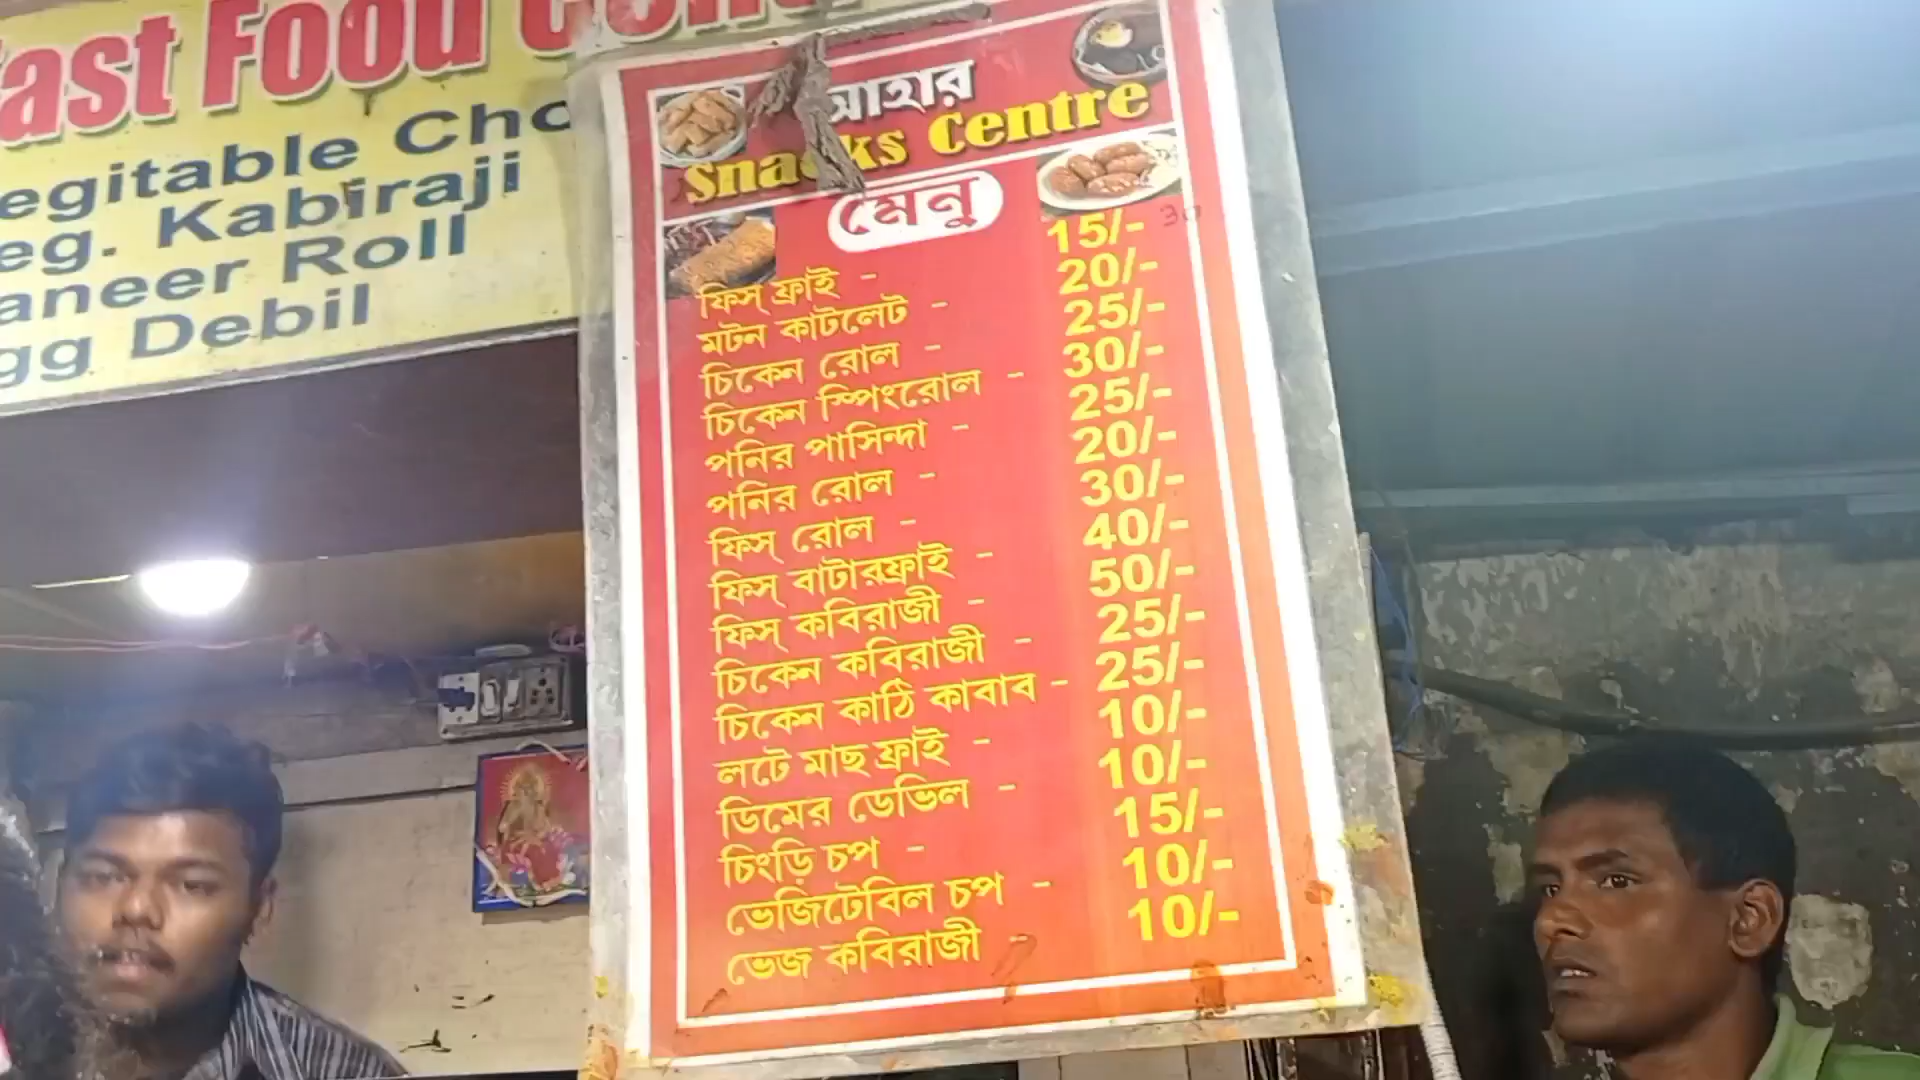 ast Food
egitable Cho
eg. Kabiraji
aneer Roll
gg Debil
আহার
Snacks Centre
মেনু
ফিস্ ফ্রাই - 15/- 30
মটন কাটলেট - 20/-
চিকেন রোল - 25/-
চিকেন স্পিংরোল - 30/-
পনির পাসিন্দা - 25/-
পনির রোল - 20/-
ফিস্ রোল - 30/-
ফিস্ বাটারফ্রাই - 40/-
ফিস্ কবিরাজী - 50/-
চিকেন কবিরাজী - 25/-
চিকেন কাঠি কাবাব - 25/-
লটে মাছ ফ্রাই - 10/-
ডিমের ডেভিল - 10/-
চিংড়ি চপ - 15/-
ভেজিটেবিল চপ - 10/-
ভেজ কবিরাজী - 10/-